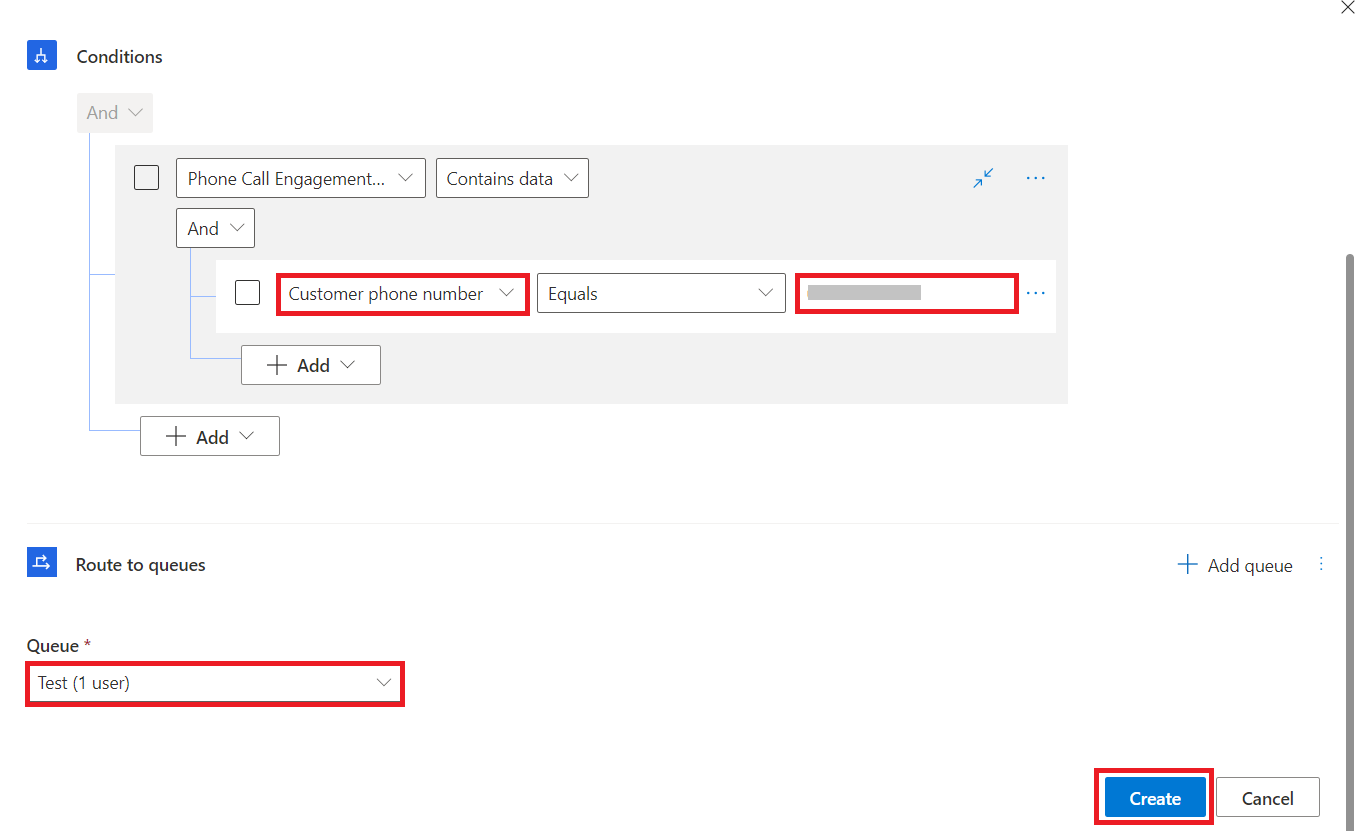 Conditions
And
Phone Call Engagement... Contains data
And
Customer phone number Equals
Add
Add
Route to queues Add queue
Queue *
Test (1 user)
Create Cancel